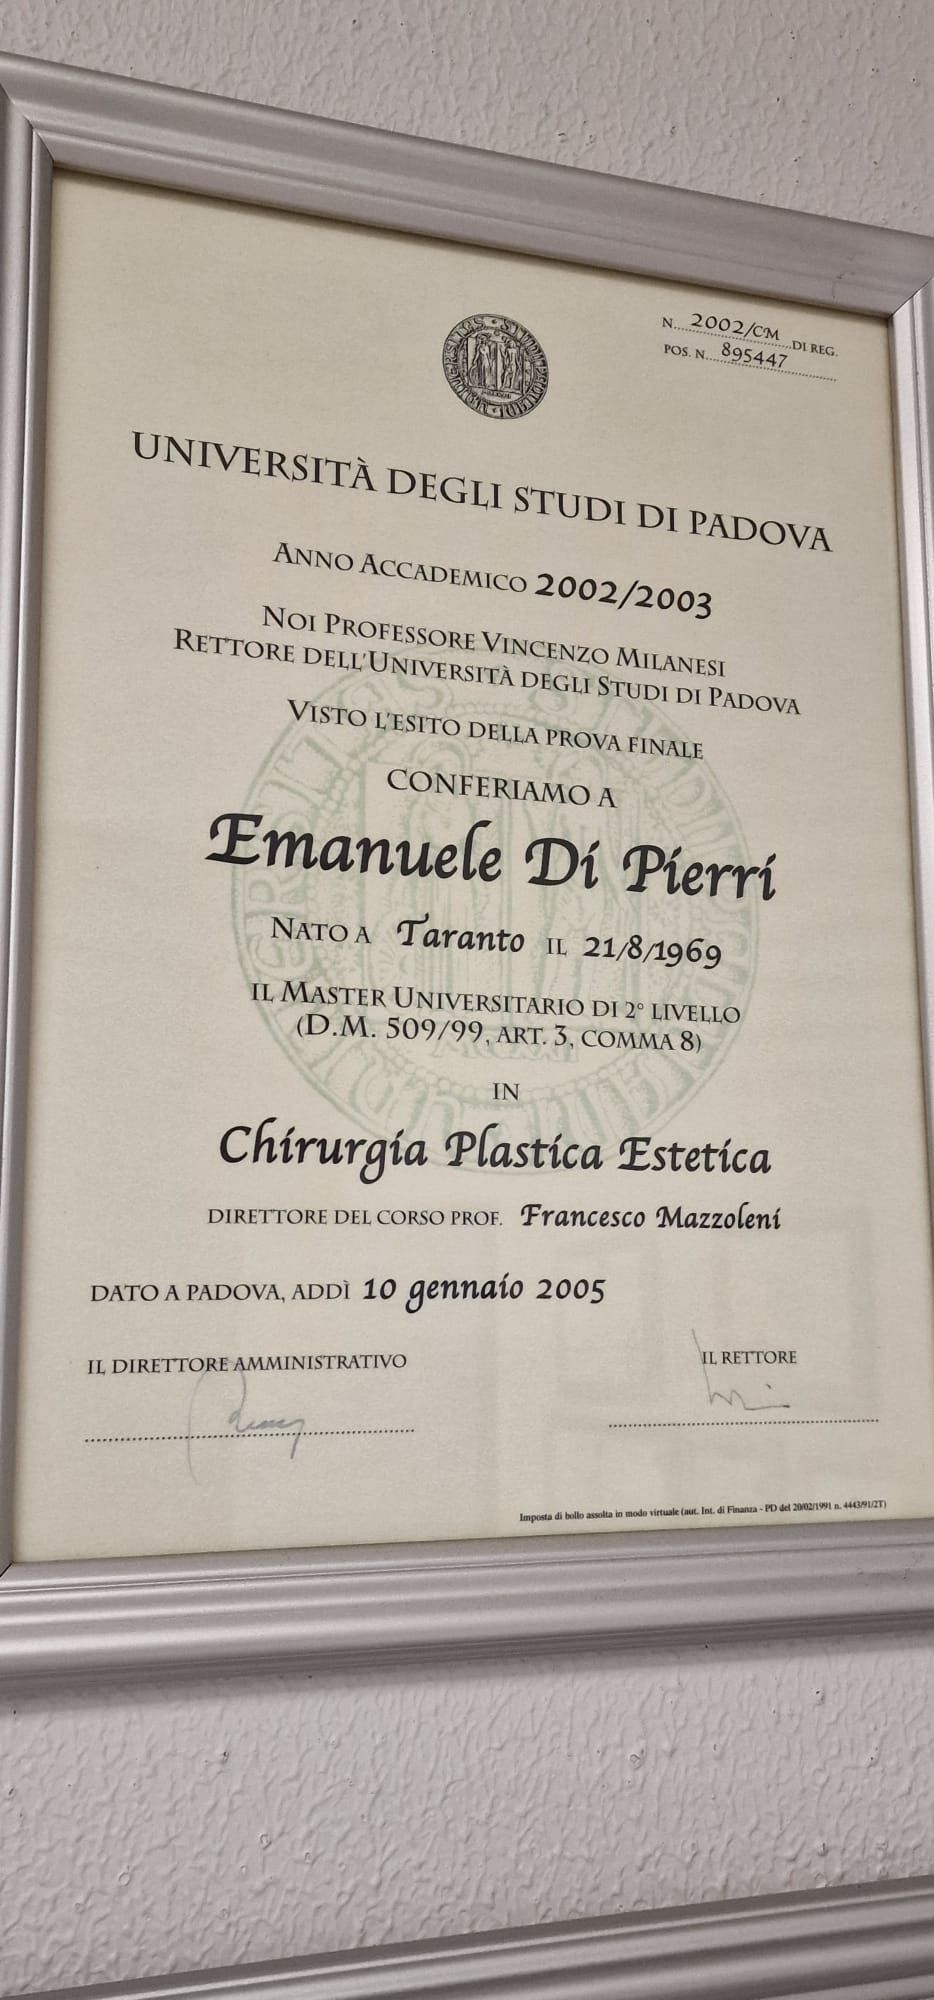 N. 2002/CM DI REG.
POS. N. 895447
UNIVERSITÀ DEGLI STUDI DI PADOVA
ANNO ACCADEMICO 2002/2003
NOI PROFESSORE VINCENZO MILANESI
RETTORE DELL'UNIVERSITÀ DEGLI STUDI DI PADOVA
VISTO L'ESITO DELLA PROVA FINALE
CONFERIAMO A
Emanuele Di Pierri
NATO A Taranto IL 21/8/1969
IL MASTER UNIVERSITARIO DI 2° LIVELLO
(D.M. 509/99, ART. 3, COMMA 8)
IN
Chirurgia Plastica Estetica
DIRETTORE DEL CORSO PROF. Francesco Mazzoleni
DATO A PADOVA, ADDÌ 10 gennaio 2005
IL DIRETTORE AMMINISTRATIVO
IL RETTORE
Imposta di bollo assolta in modo virtuale (aut. Int. di Finanza - PD del 20/02/1991 n. 4443/91/2T)